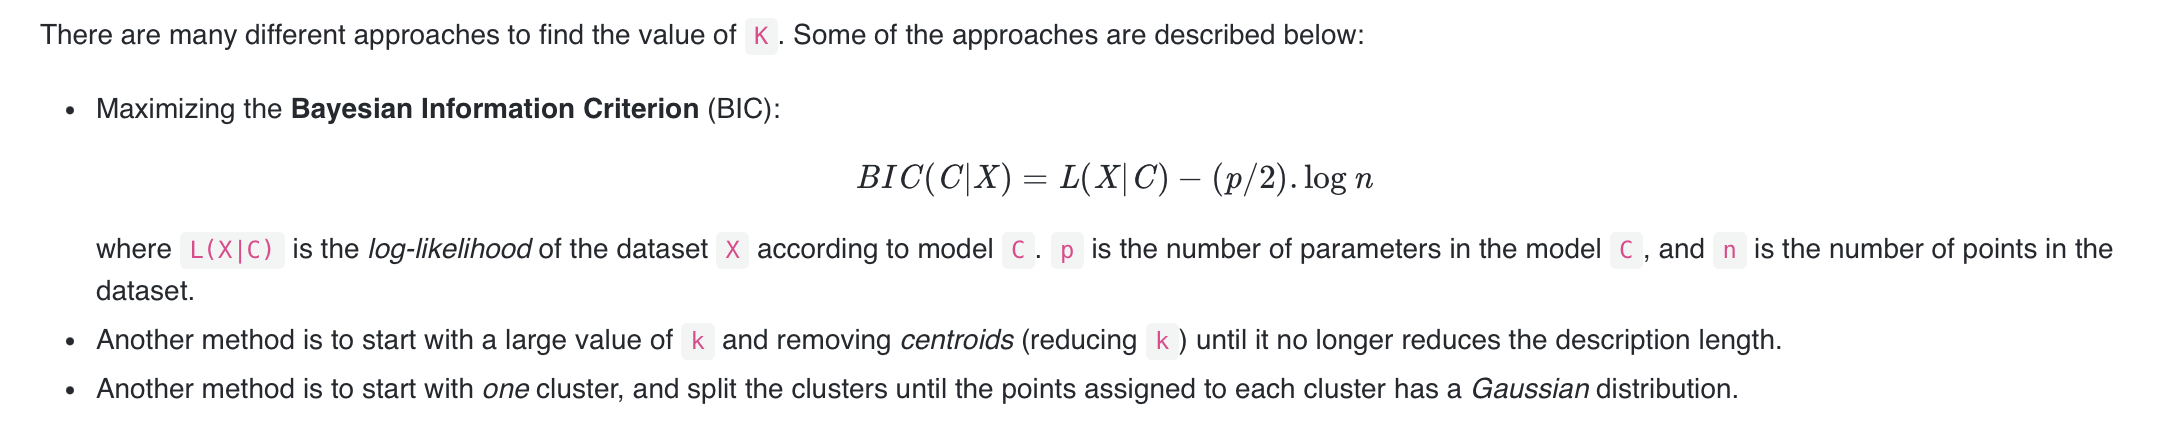 There are many different approaches to find the value of K. Some of the approaches are described below:
• Maximizing the Bayesian Information Criterion (BIC):
BIC(C|X) = L(X|C) − (p/2). log n
where L(X|C) is the log-likelihood of the dataset X according to model C. p is the number of parameters in the model C, and n is the number of points in the
dataset.
• Another method is to start with a large value of k and removing centroids (reducing k) until it no longer reduces the description length.
• Another method is to start with one cluster, and split the clusters until the points assigned to each cluster has a Gaussian distribution.